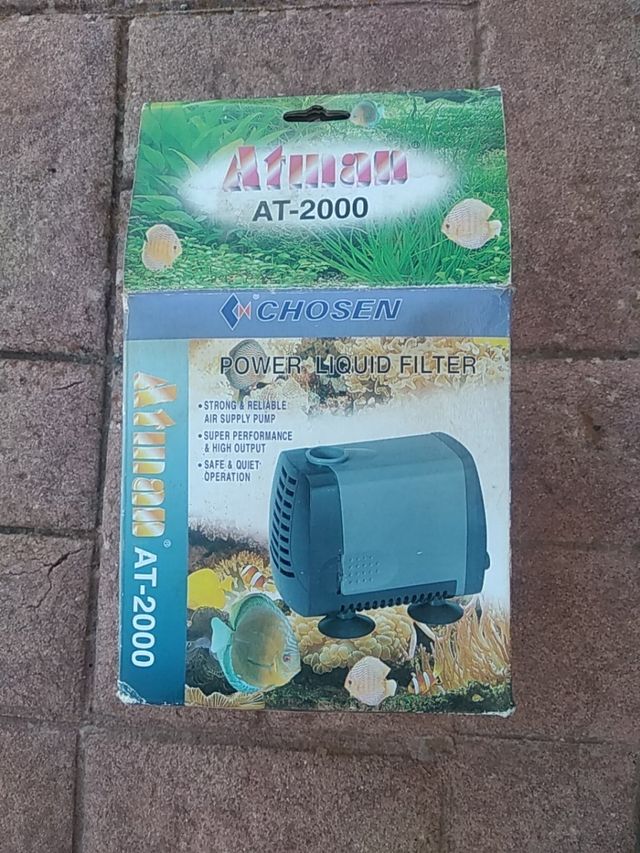 Atman®
AT-2000
®CHOSEN
POWER LIQUID FILTER
• STRONG & RELIABLE
AIR SUPPLY PUMP
• SUPER PERFORMANCE
& HIGH OUTPUT
• SAFE & QUIET
OPERATION
Atman® AT-2000